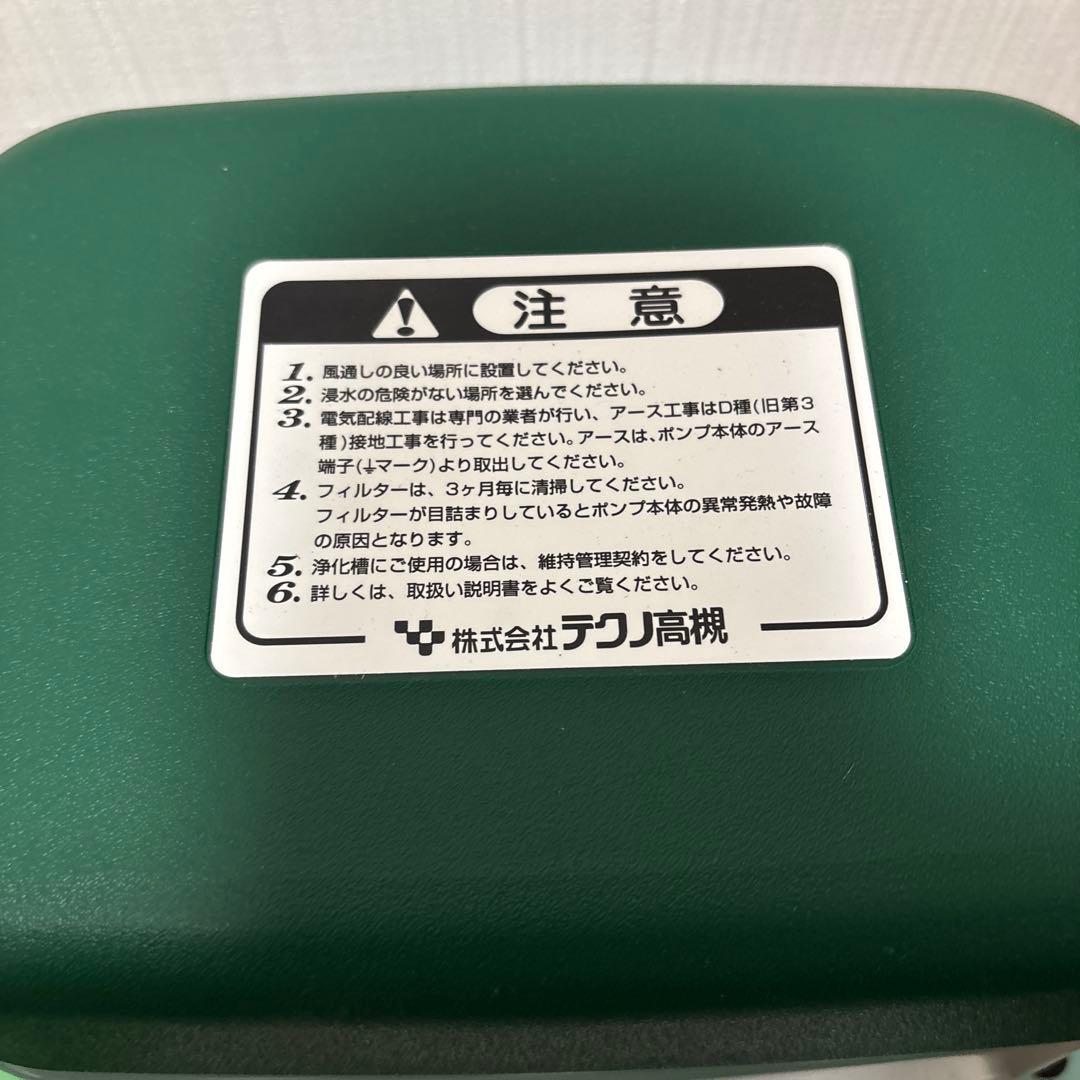 注 意
1. 風通しの良い場所に設置してください。
2. 浸水の危険がない場所を選んでください。
3. 電気配線工事は専門の業者が行い、アース工事はD種(旧第3
種)接地工事を行ってください。アースは、ポンプ本体のアース
端子(⏚マーク)より取出してください。
4. フィルターは、3ヶ月毎に清掃してください。
フィルターが目詰まりしているとポンプ本体の異常発熱や故障
の原因となります。
5. 浄化槽にご使用の場合は、維持管理契約をしてください。
6. 詳しくは、取扱い説明書をよくご覧ください。
株式会社テクノ高槻